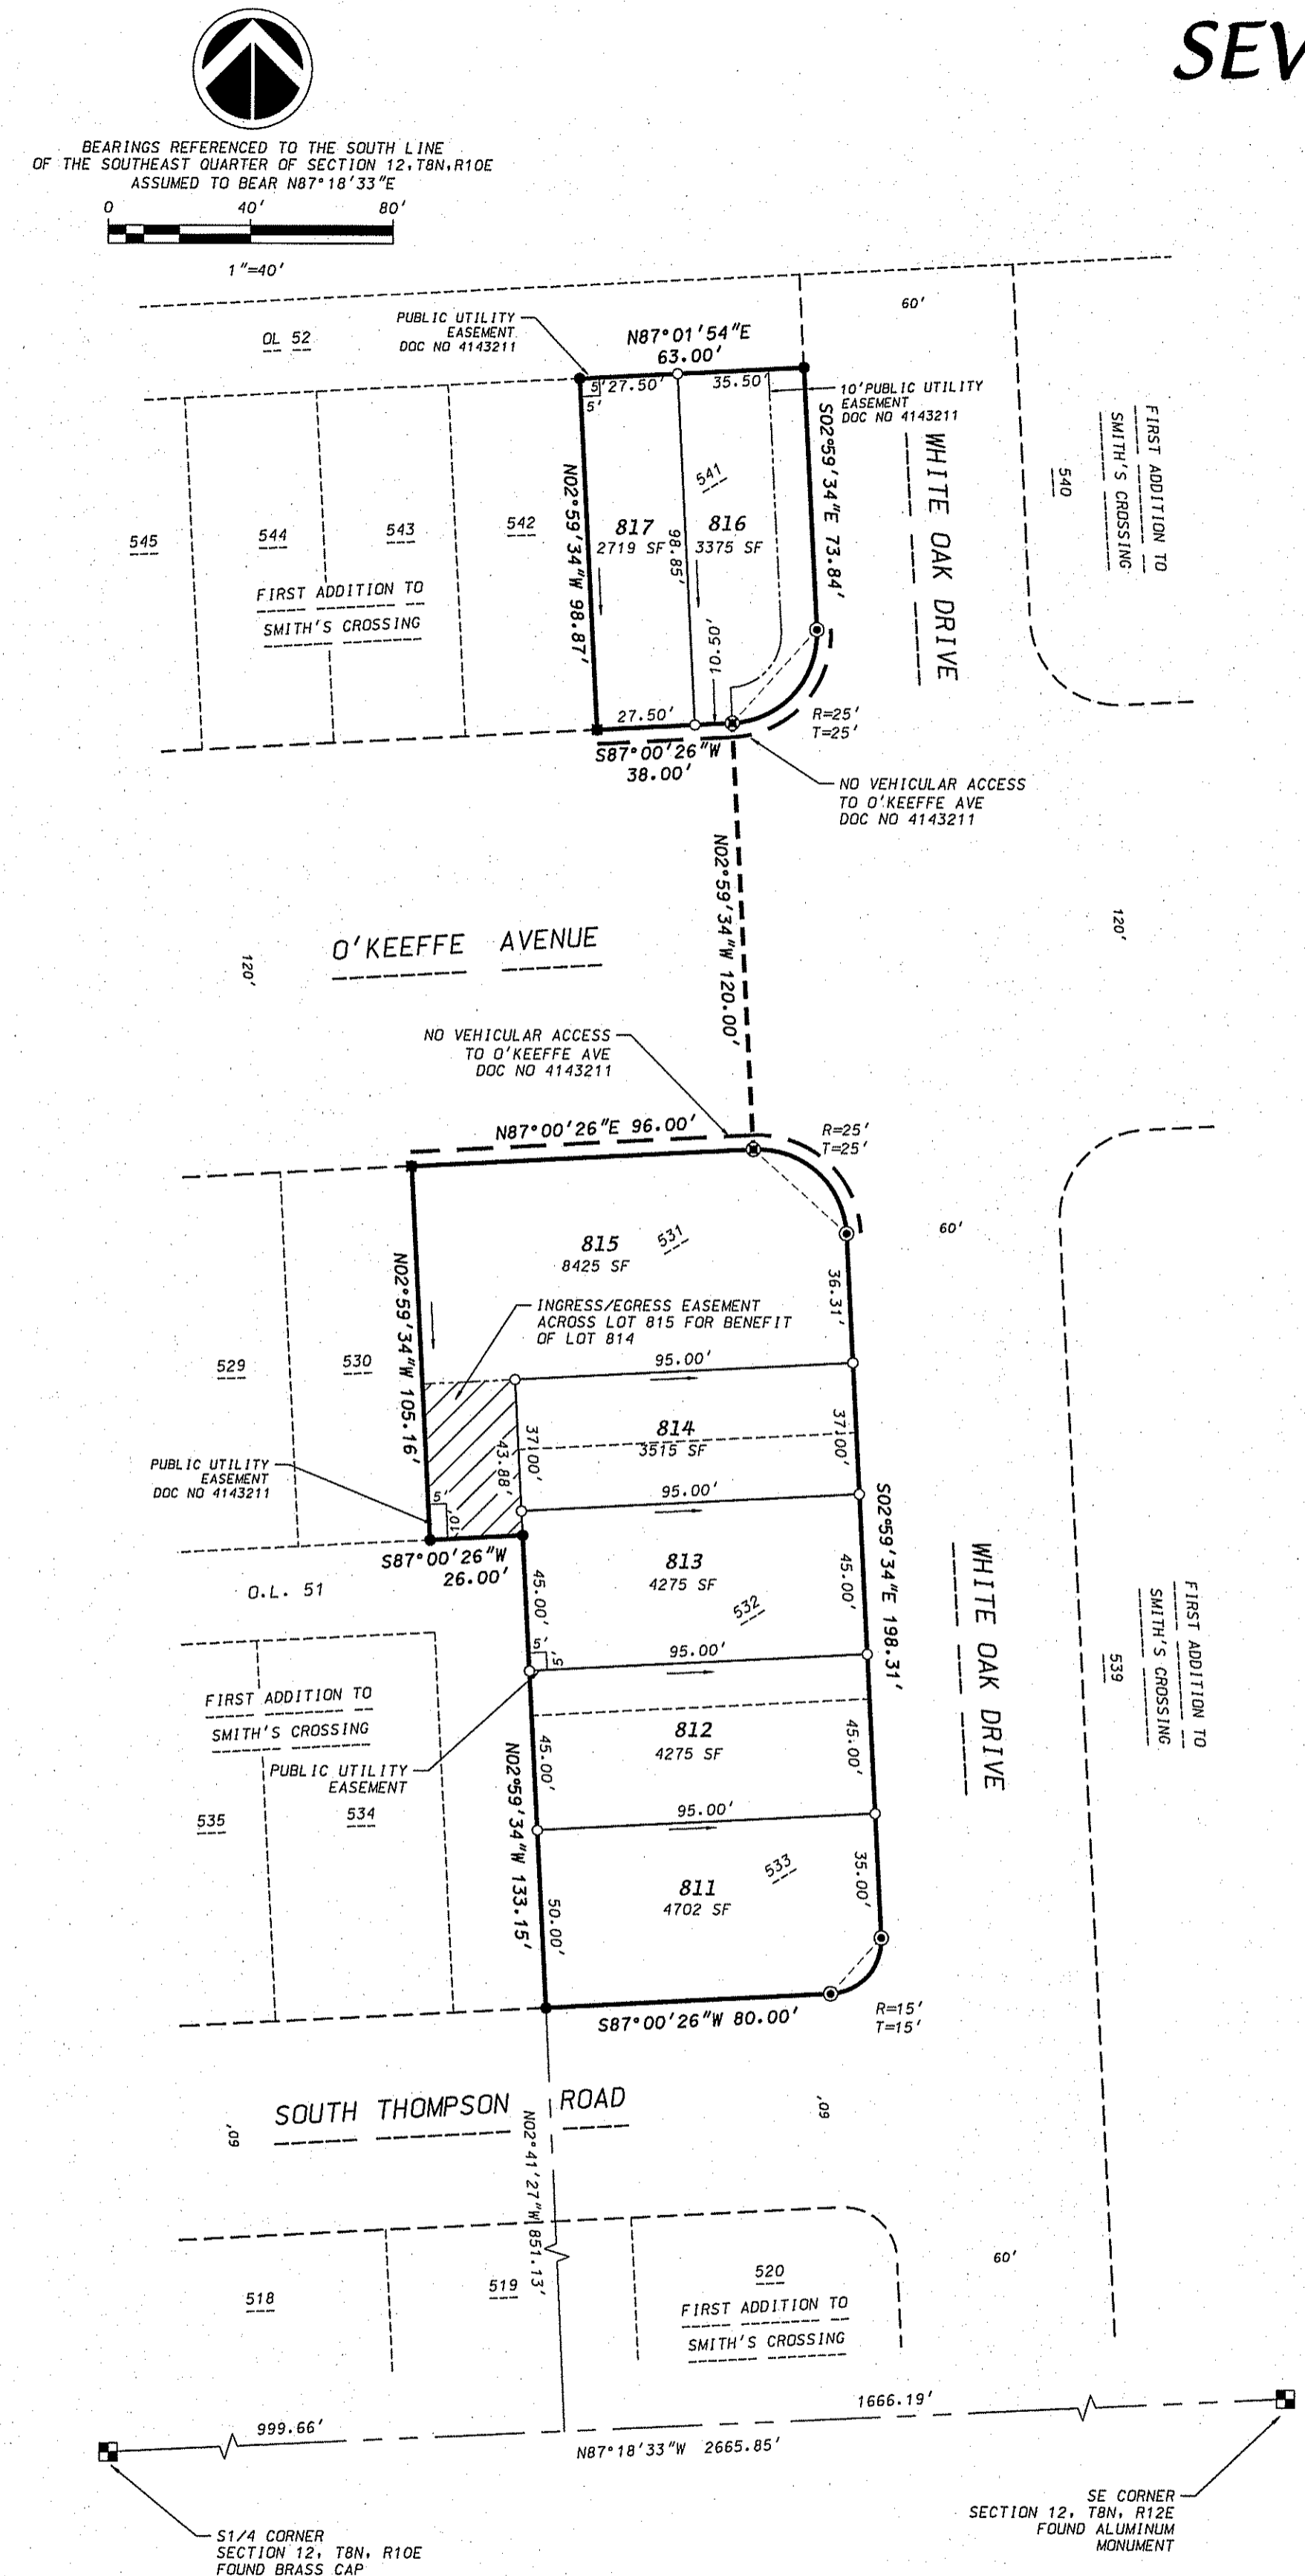 SEV
BEARINGS REFERENCED TO THE SOUTH LINE
OF THE SOUTHEAST QUARTER OF SECTION 12,T8N,R10E
ASSUMED TO BEAR N87°18'33"E
0 40' 80'
1"=40'
OL 52
PUBLIC UTILITY
EASEMENT
DOC NO 4143211
N87°01'54"E
63.00'
60'
5' 27.50' 35.50'
5'
10'PUBLIC UTILITY
EASEMENT
DOC NO 4143211
S02°59'34"E 73.84'
WHITE OAK DRIVE
540
FIRST ADDITION TO
SMITH'S CROSSING
541
545
544
543
542
N02°59'34"W 98.87'
817
2719 SF
98.85'
816
3375 SF
FIRST ADDITION TO
SMITH'S CROSSING
10.50'
27.50'
R=25'
T=25'
S87°00'26"W
38.00'
NO VEHICULAR ACCESS
TO O'KEEFFE AVE
DOC NO 4143211
N02°59'34"W 120.00'
O'KEEFFE AVENUE
120'
120'
NO VEHICULAR ACCESS
TO O'KEEFFE AVE
DOC NO 4143211
N87°00'26"E 96.00'
R=25'
T=25'
60'
815
8425 SF
531
36.31'
N02°59'34"W 105.16'
INGRESS/EGRESS EASEMENT
ACROSS LOT 815 FOR BENEFIT
OF LOT 814
529
530
95.00'
814
3515 SF
37.00'
43.88'
37.00'
PUBLIC UTILITY
EASEMENT
DOC NO 4143211
5'
10'
95.00'
S87°00'26"W
26.00'
O.L. 51
813
4275 SF
532
45.00'
45.00'
S02°59'34"E 198.31'
WHITE OAK DRIVE
539
FIRST ADDITION TO
SMITH'S CROSSING
5'
5'
95.00'
FIRST ADDITION TO
SMITH'S CROSSING
812
4275 SF
45.00'
45.00'
PUBLIC UTILITY
EASEMENT
535
534
N02°59'34"W 133.15'
95.00'
811
4702 SF
533
35.00'
50.00'
S87°00'26"W 80.00'
R=15'
T=15'
SOUTH THOMPSON ROAD
60'
60'
N02°41'27"W 851.13'
518
519
520
FIRST ADDITION TO
SMITH'S CROSSING
60'
999.66'
1666.19'
N87°18'33"W 2665.85'
S1/4 CORNER
SECTION 12, T8N, R10E
FOUND BRASS CAP
SE CORNER
SECTION 12, T8N, R12E
FOUND ALUMINUM
MONUMENT